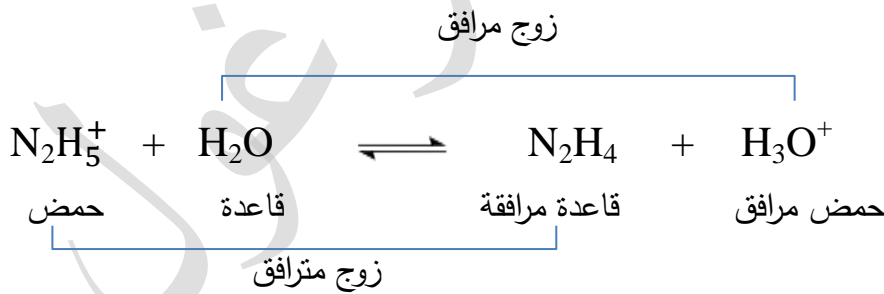 زوج مرافق
N₂H₅⁺ + H₂O ⇌ N₂H₄ + H₃O⁺
حمض قاعدة قاعدة مرافقة حمض مرافق
زوج مترافق